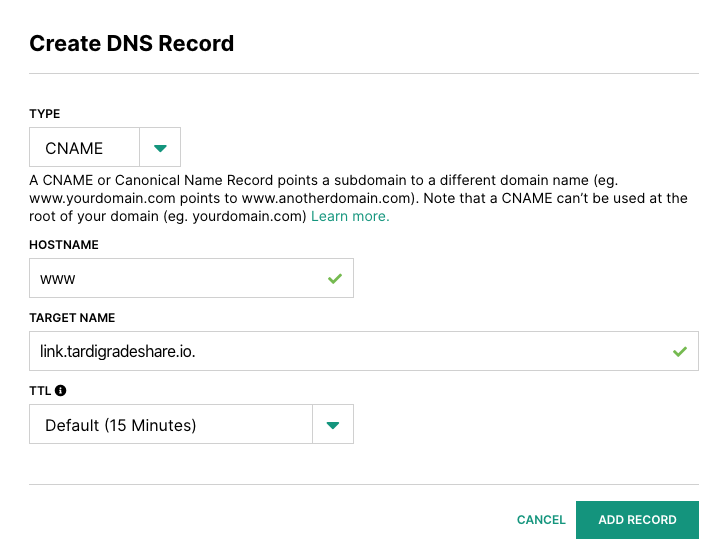 Create DNS Record
TYPE
CNAME
A CNAME or Canonical Name Record points a subdomain to a different domain name (eg.
www.yourdomain.com points to www.anotherdomain.com). Note that a CNAME can’t be used at the
root of your domain (eg. yourdomain.com) Learn more.
HOSTNAME
www
TARGET NAME
link.tardigradeshare.io.
TTL
Default (15 Minutes)
CANCEL ADD RECORD